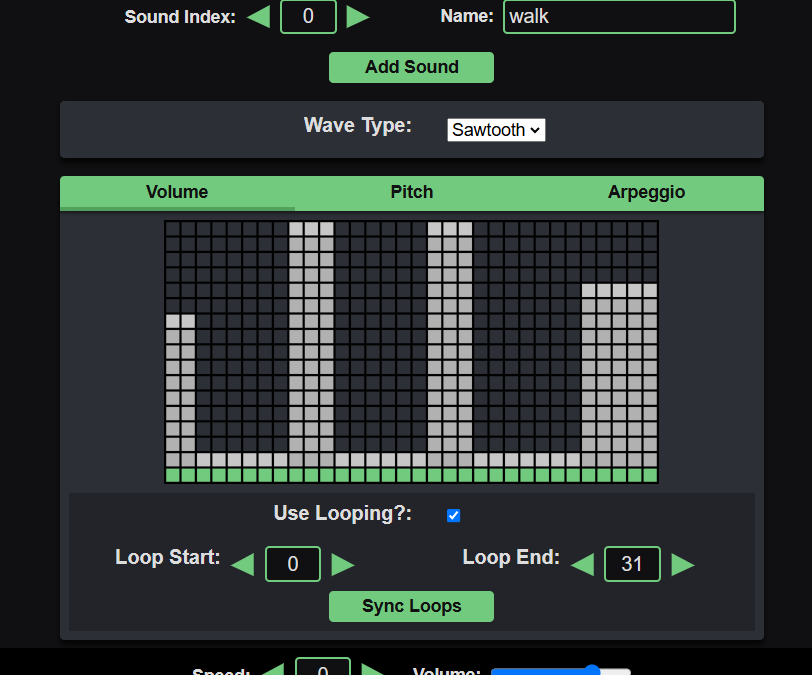 Sound Index: 0 Name: walk
Add Sound
Wave Type: Sawtooth
Volume Pitch Arpeggio
Use Looping?:
Loop Start: 0 Loop End: 31
Sync Loops
Speed: 0 Volume: